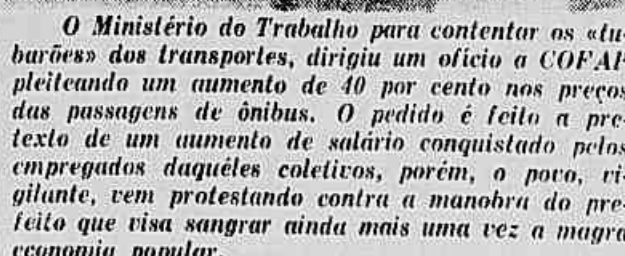 O Ministério do Trabalho para contentar os «tu-
barões» dos transportes, dirigiu um ofício a COFAP
pleiteando um aumento de 40 por cento nos preços
das passagens de ônibus. O pedido é feito a pre-
texto de um aumento de salário conquistado pelos
empregados daquéles coletivos, porém, o povo, vi-
gilante, vem protestando contra a manobra do pre-
feito que visa sangrar ainda mais uma vez a magra
economia popular.